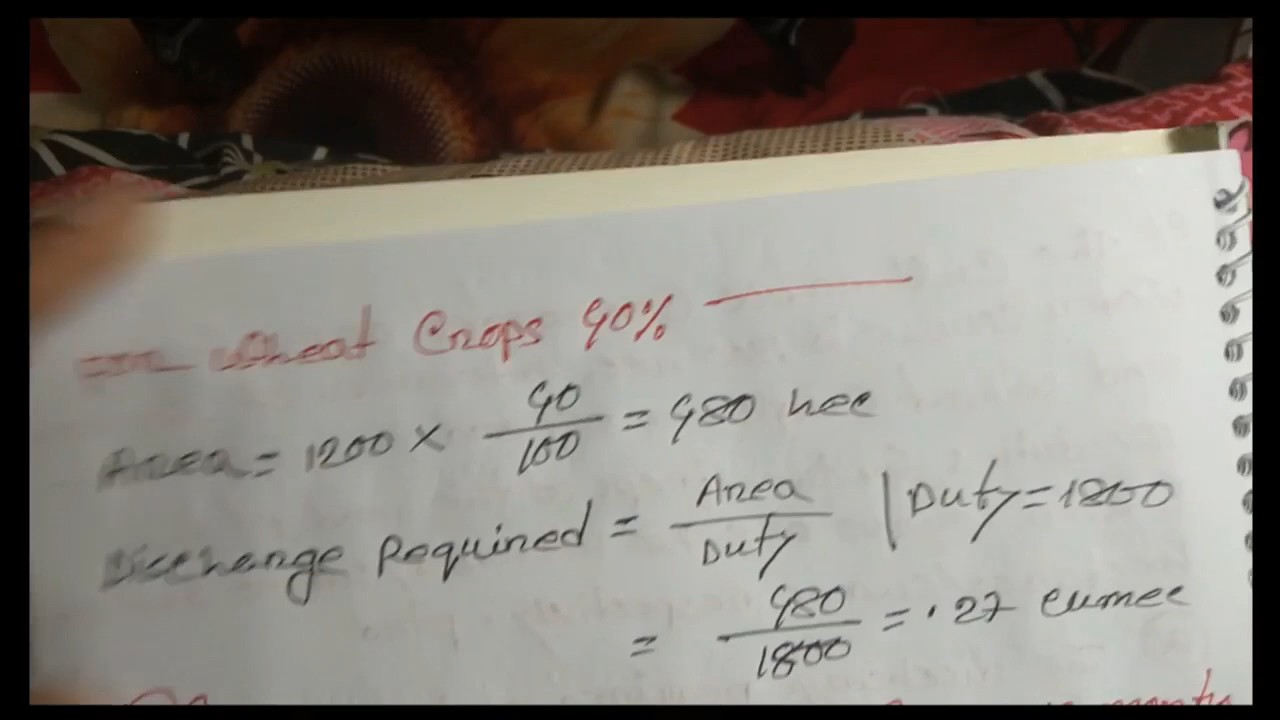 For Wheat Crops 40%
Area = 1200 × 40/100 = 480 hec
Discharge Required = Area/Duty | Duty = 1800
= 480/1800 = .27 cumec